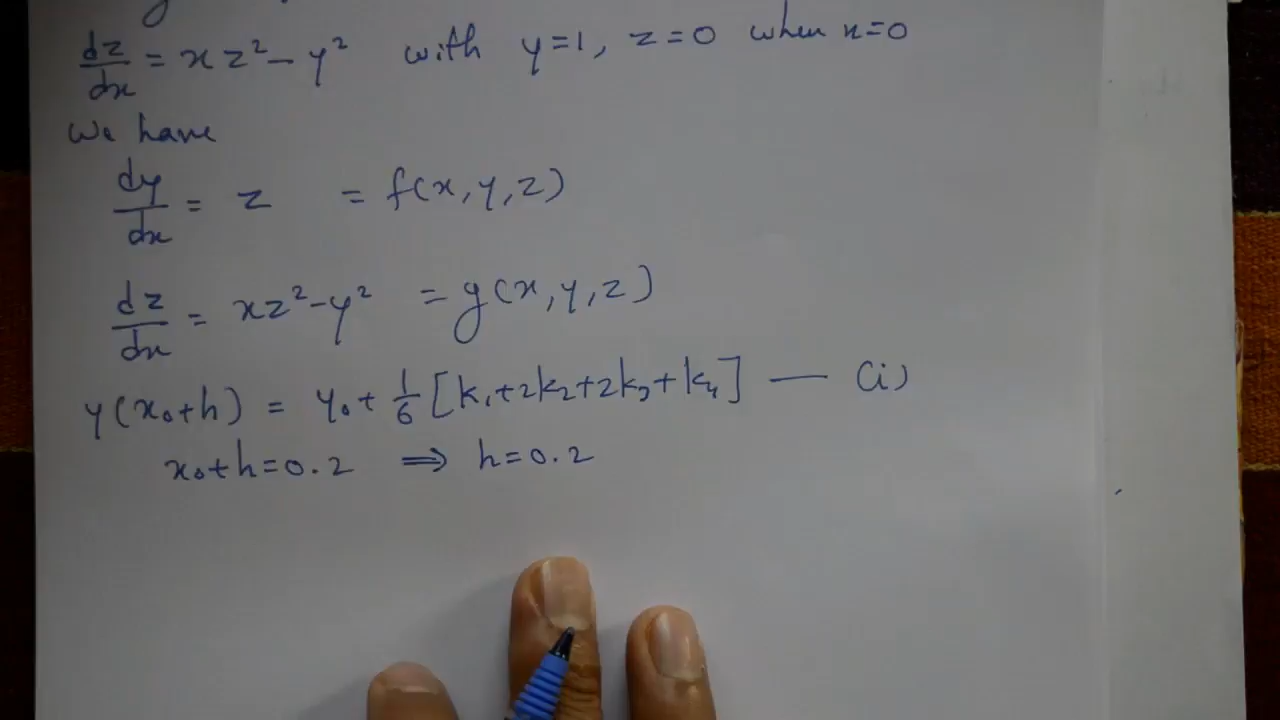 dz/dx = xz² - y² with y=1, z=0 when x=0
We have
dy/dx = z = f(x, y, z)
dz/dx = xz² - y² = g(x, y, z)
y(x₀+h) = y₀ + 1/6 [k₁+2k₂+2k₃+k₄] — (i)
x₀+h=0.2 ⟹ h=0.2